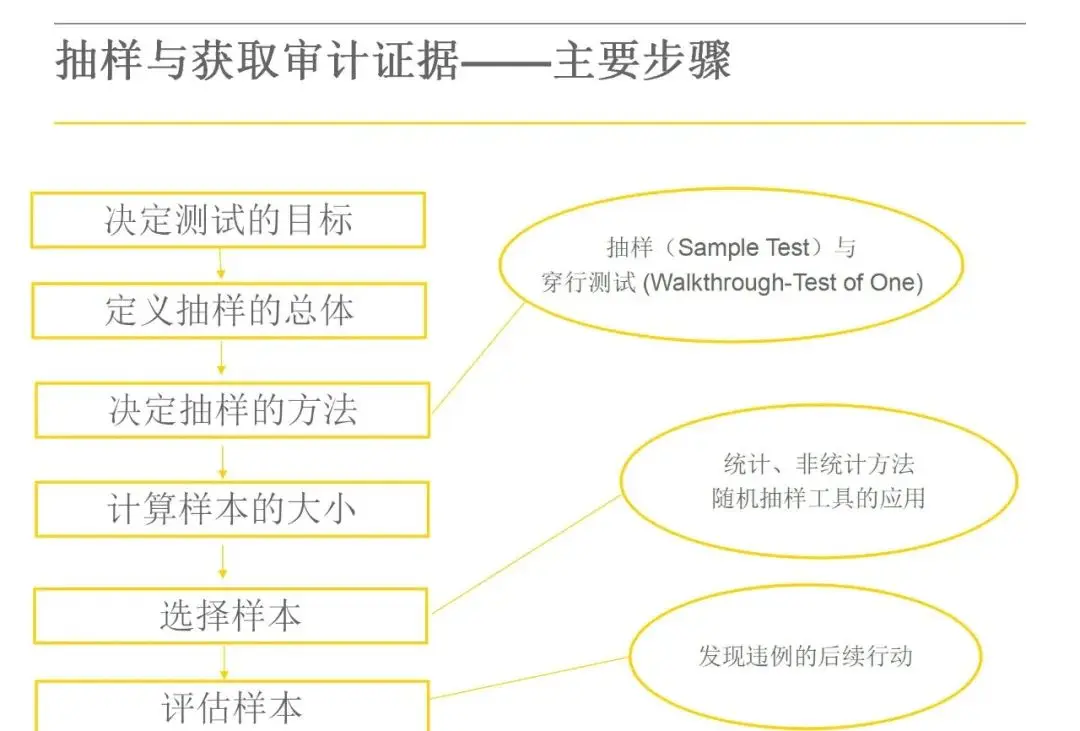 抽样与获取审计证据——主要步骤
决定测试的目标
定义抽样的总体
决定抽样的方法
计算样本的大小
选择样本
评估样本
抽样（Sample Test）与
穿行测试 (Walkthrough-Test of One)
统计、非统计方法
随机抽样工具的应用
发现违例的后续行动